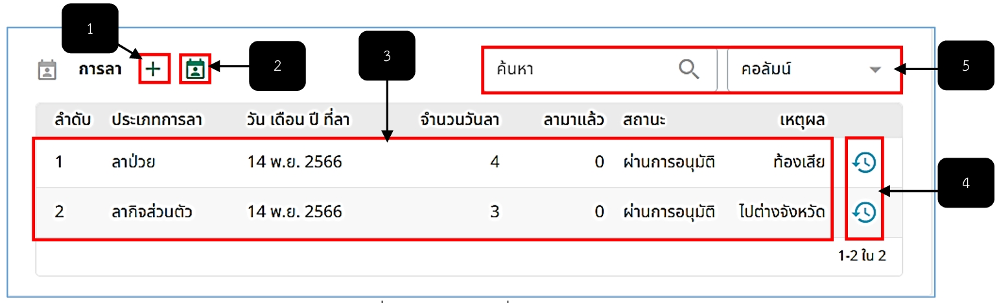 1
2
3
การลา
ค้นหา
คอลัมน์
5
ลำดับ ประเภทการลา วัน เดือน ปี ที่ลา จำนวนวันลา ลามาแล้ว สถานะ เหตุผล
1 ลาป่วย 14 พ.ย. 2566 4 0 ผ่านการอนุมัติ ท้องเสีย
4
2 ลากิจส่วนตัว 14 พ.ย. 2566 3 0 ผ่านการอนุมัติ ไปต่างจังหวัด
1-2 ใน 2